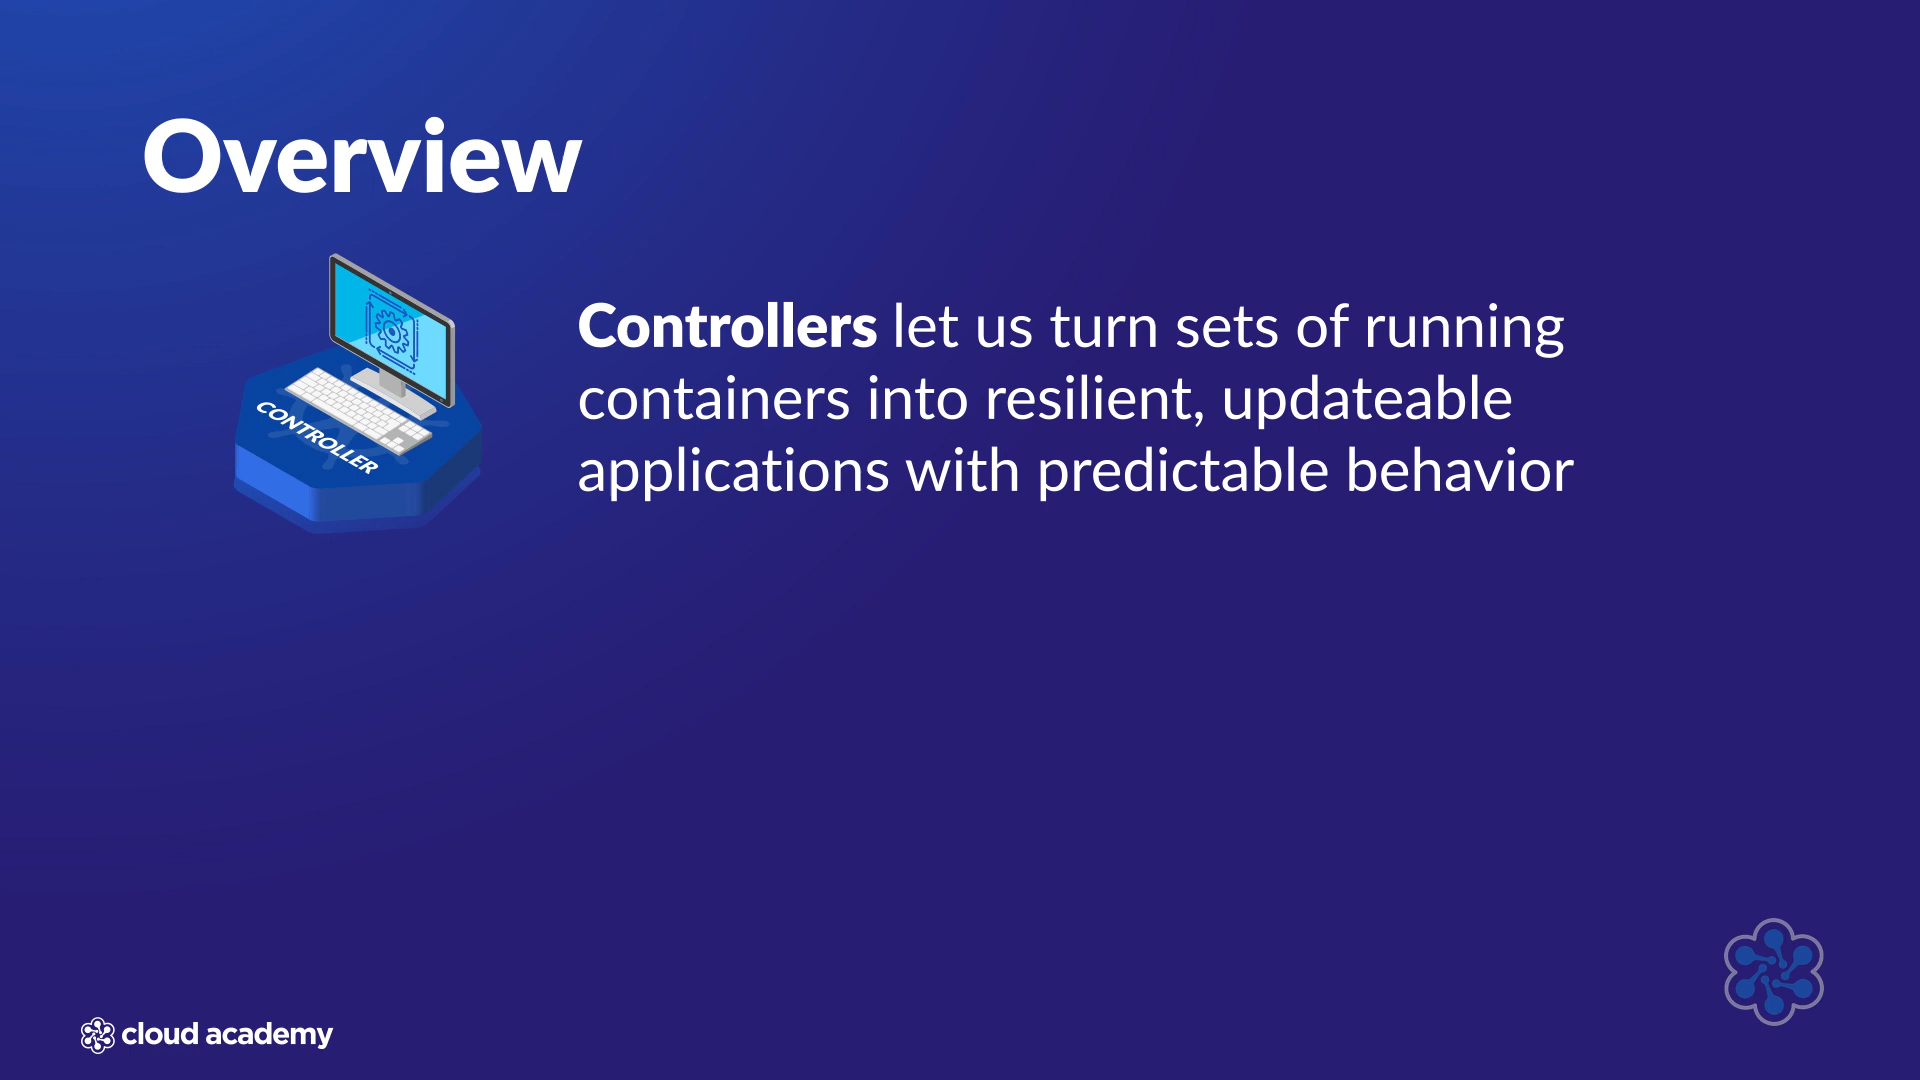 Overview
CONTROLLER
Controllers let us turn sets of running
containers into resilient, updateable
applications with predictable behavior
cloud academy